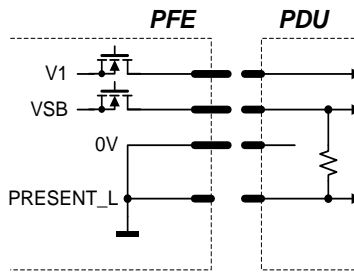 PFE PDU
V1
VSB
0V
PRESENT_L